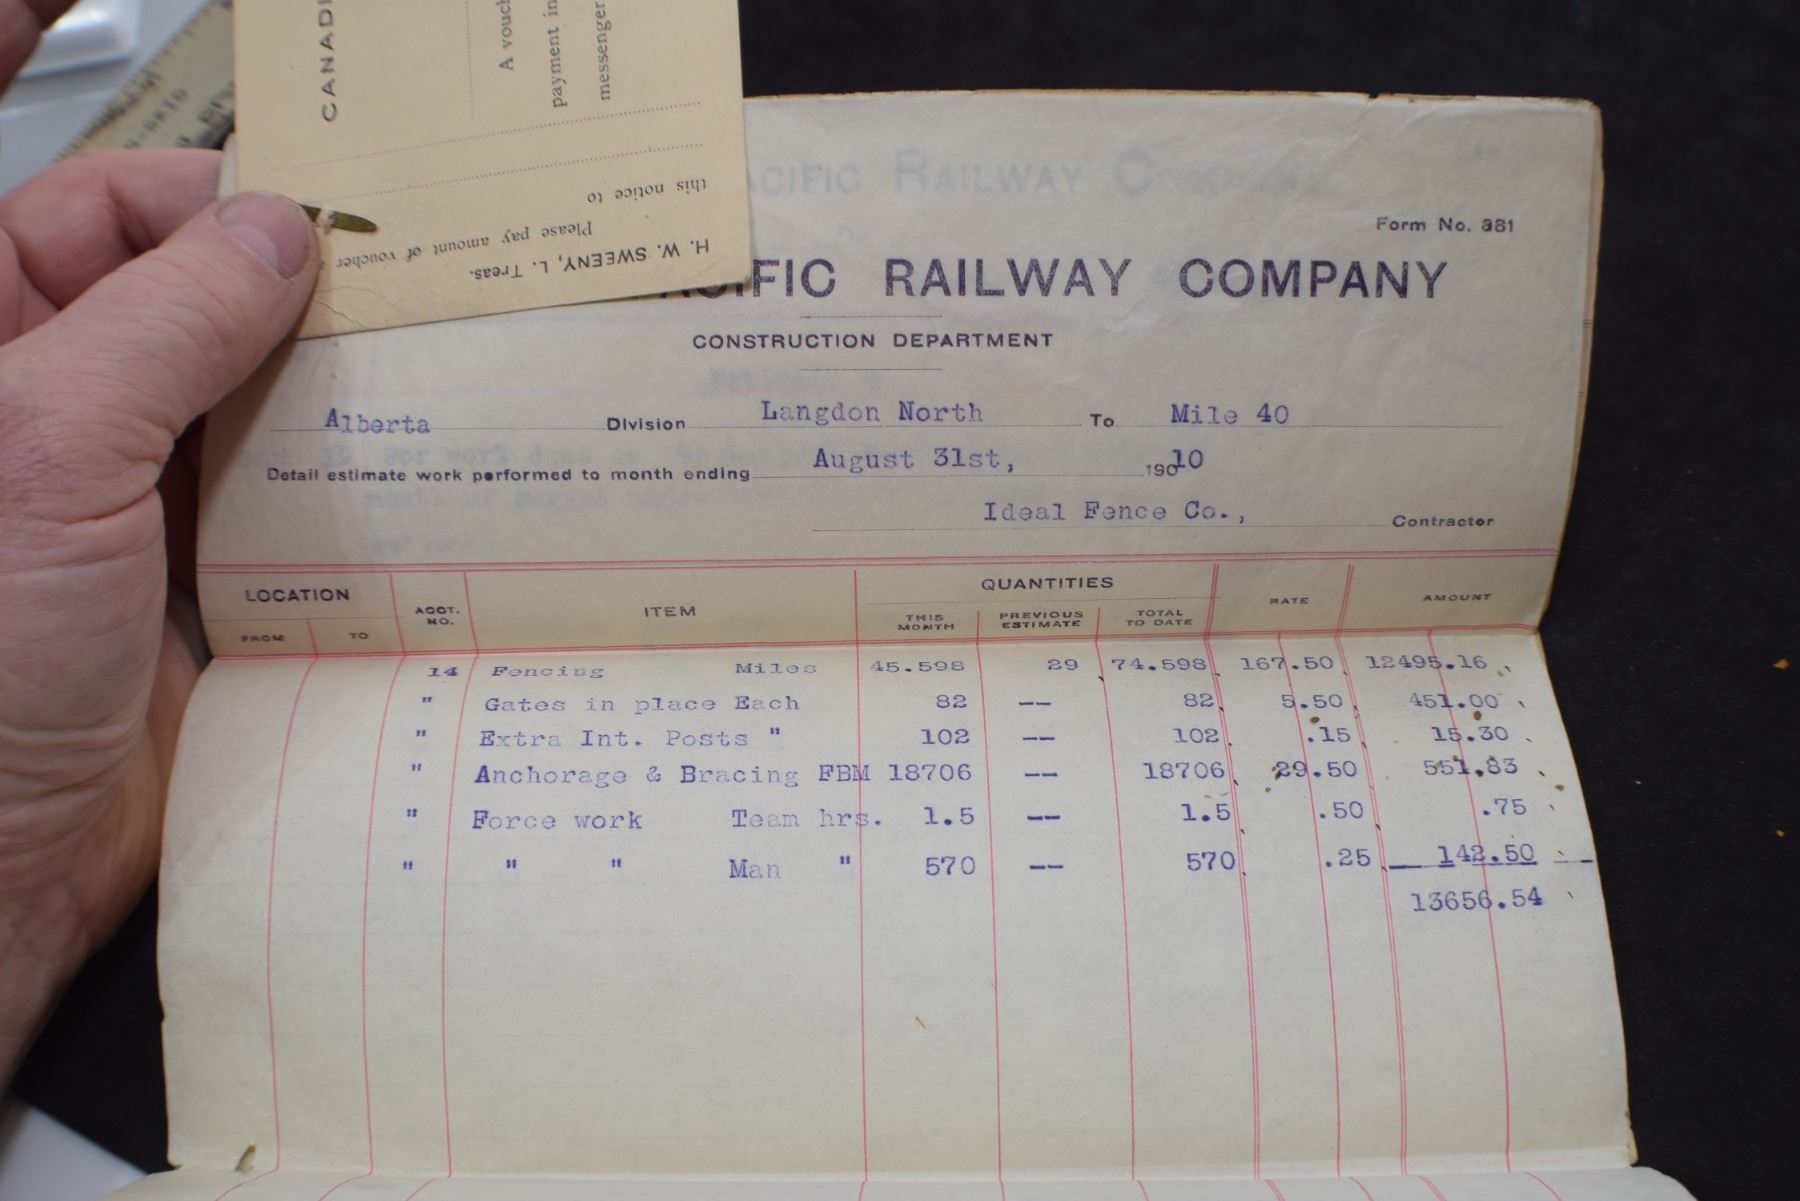 CANADI
A vouch
payment in
messenger
this notice to
Please pay amount of voucher
H. W. SWEENY, L. Treas.
Form No. 381
PACIFIC RAILWAY COMPANY
CONSTRUCTION DEPARTMENT
Alberta Division Langdon North To Mile 40
Detail estimate work performed to month ending August 31st, 19010
Ideal Fence Co., Contractor
LOCATION ACCT. NO. ITEM QUANTITIES RATE AMOUNT
FROM TO THIS MONTH PREVIOUS ESTIMATE TOTAL TO DATE
14 Fencing Miles 45.598 29 74.598 167.50 12495.16
" Gates in place Each 82 -- 82 5.50 451.00
" Extra Int. Posts " 102 -- 102 .15 15.30
" Anchorage & Bracing FBM 18706 -- 18706 29.50 551.83
" Force work Team hrs. 1.5 -- 1.5 .50 .75
" " " Man " 570 -- 570 .25 142.50
13656.54